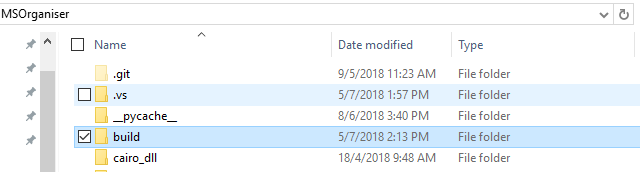 MSOrganiser
Name Date modified Type
.git 9/5/2018 11:23 AM File folder
.vs 5/7/2018 1:57 PM File folder
__pycache__ 8/6/2018 3:40 PM File folder
build 5/7/2018 2:13 PM File folder
cairo_dll 18/4/2018 9:48 AM File folder